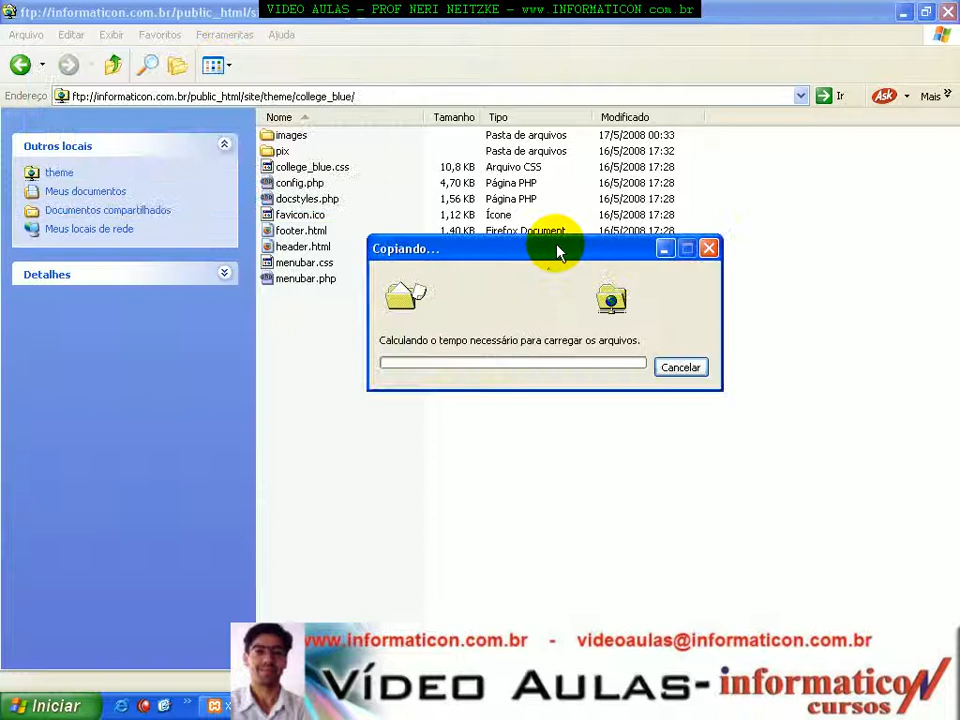 ftp://informaticon.com.br/public_html/s
VIDEO AULAS - PROF NERI NEITZKE - www.INFORMATICON.com.br
Arquivo Editar Exibir Favoritos Ferramentas Ajuda
Endereço ftp://informaticon.com.br/public_html/site/theme/college_blue/ Ir Ask Mais
Nome Tamanho Tipo Modificado
Outros locais
theme
Meus documentos
Documentos compartilhados
Meus locais de rede
Detalhes
images Pasta de arquivos 17/5/2008 00:33
pix Pasta de arquivos 16/5/2008 17:32
college_blue.css 10,8 KB Arquivo CSS 16/5/2008 17:28
config.php 4,70 KB Página PHP 16/5/2008 17:28
docstyles.php 1,56 KB Página PHP 16/5/2008 17:28
favicon.ico 1,12 KB Ícone 16/5/2008 17:28
footer.html 1,40 KB Firefox Document 16/5/2008 17:28
header.html
menubar.css
menubar.php
Copiando...
Calculando o tempo necessário para carregar os arquivos.
Cancelar
www.informaticon.com.br - videoaulas@informaticon.com.br
VÍDEO AULAS- informaticon
cursos
Iniciar